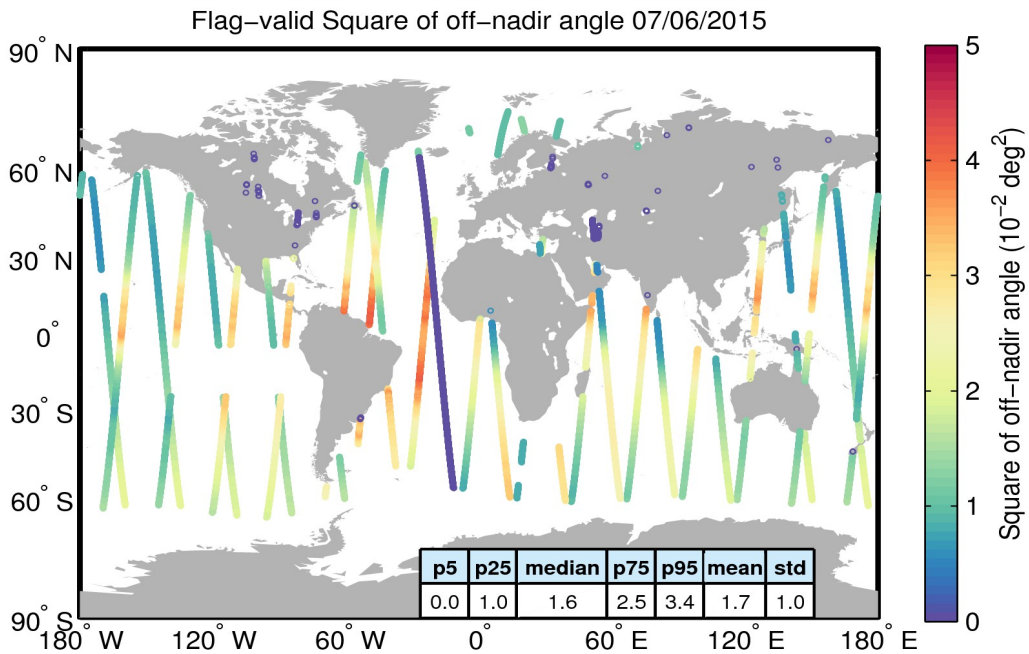 Flag−valid Square of off−nadir angle 07/06/2015
90° N
60° N
30° N
0°
30° S
60° S
90° S
180° W
120° W
60° W
0°
60° E
120° E
180° E
p5 p25 median p75 p95 mean std
0.0 1.0 1.6 2.5 3.4 1.7 1.0
5
4
3
2
1
0
Square of off−nadir angle (10⁻² deg²)